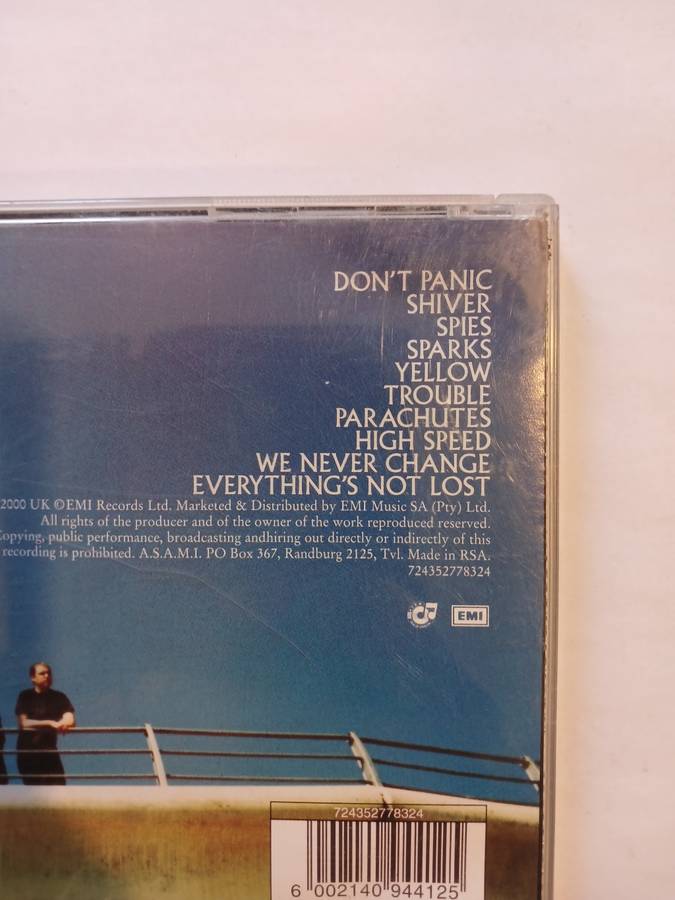 DON'T PANIC
SHIVER
SPIES
SPARKS
YELLOW
TROUBLE
PARACHUTES
HIGH SPEED
WE NEVER CHANGE
EVERYTHING'S NOT LOST
2000 UK ©EMI Records Ltd. Marketed & Distributed by EMI Music SA (Pty) Ltd.
All rights of the producer and of the owner of the work reproduced reserved.
Copying, public performance, broadcasting andhiring out directly or indirectly of this
recording is prohibited. A.S.A.M.I. PO Box 367, Randburg 2125, Tvl. Made in RSA.
724352778324
EMI
724352778324
6 002140 944125